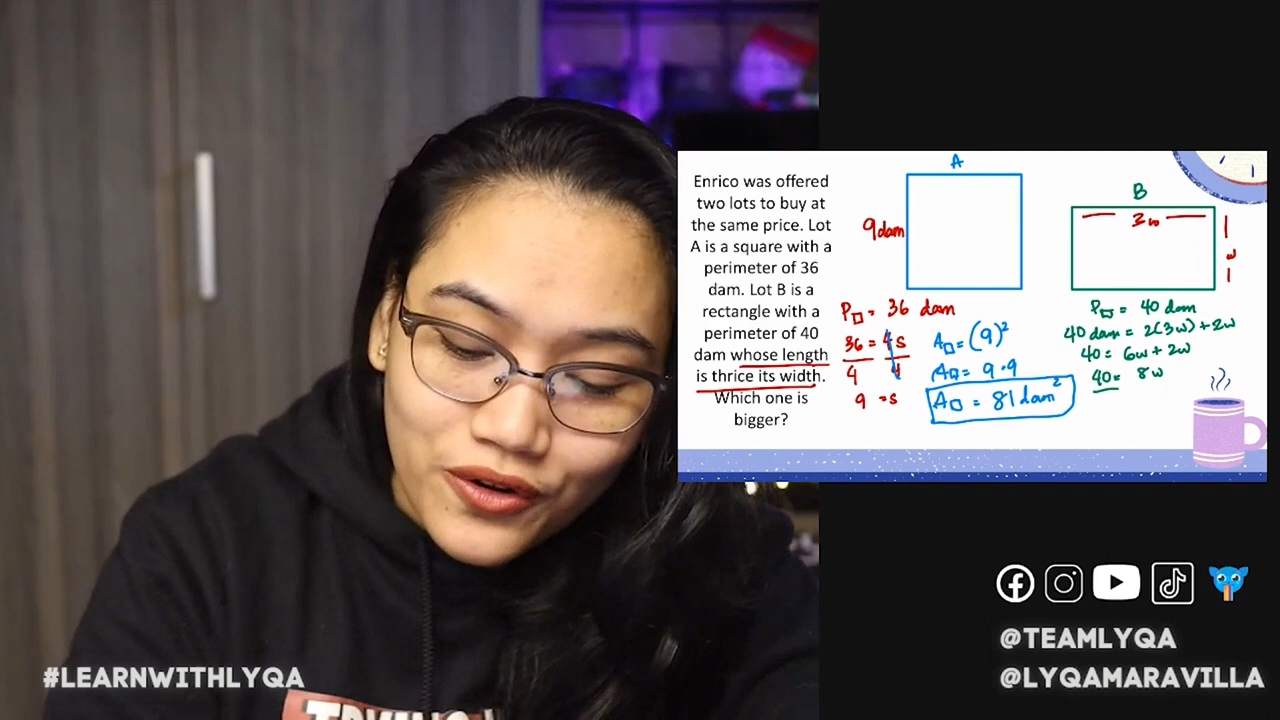 Enrico was offered
two lots to buy at
the same price. Lot
A is a square with a
perimeter of 36
dam. Lot B is a
rectangle with a
perimeter of 40
dam whose length
is thrice its width.
Which one is
bigger?
A
9dam
P□ = 36 dam
36 = 4s
4 4
9 = s
A□ = (9)²
A□ = 9·9
A□ = 81 dam²
B
3w
w
P▭ = 40 dam
40 dam = 2(3w) + 2w
40 = 6w + 2w
40 = 8w
#LEARNWITHLYQA
@TEAMLYQA
@LYQAMARAVILLA